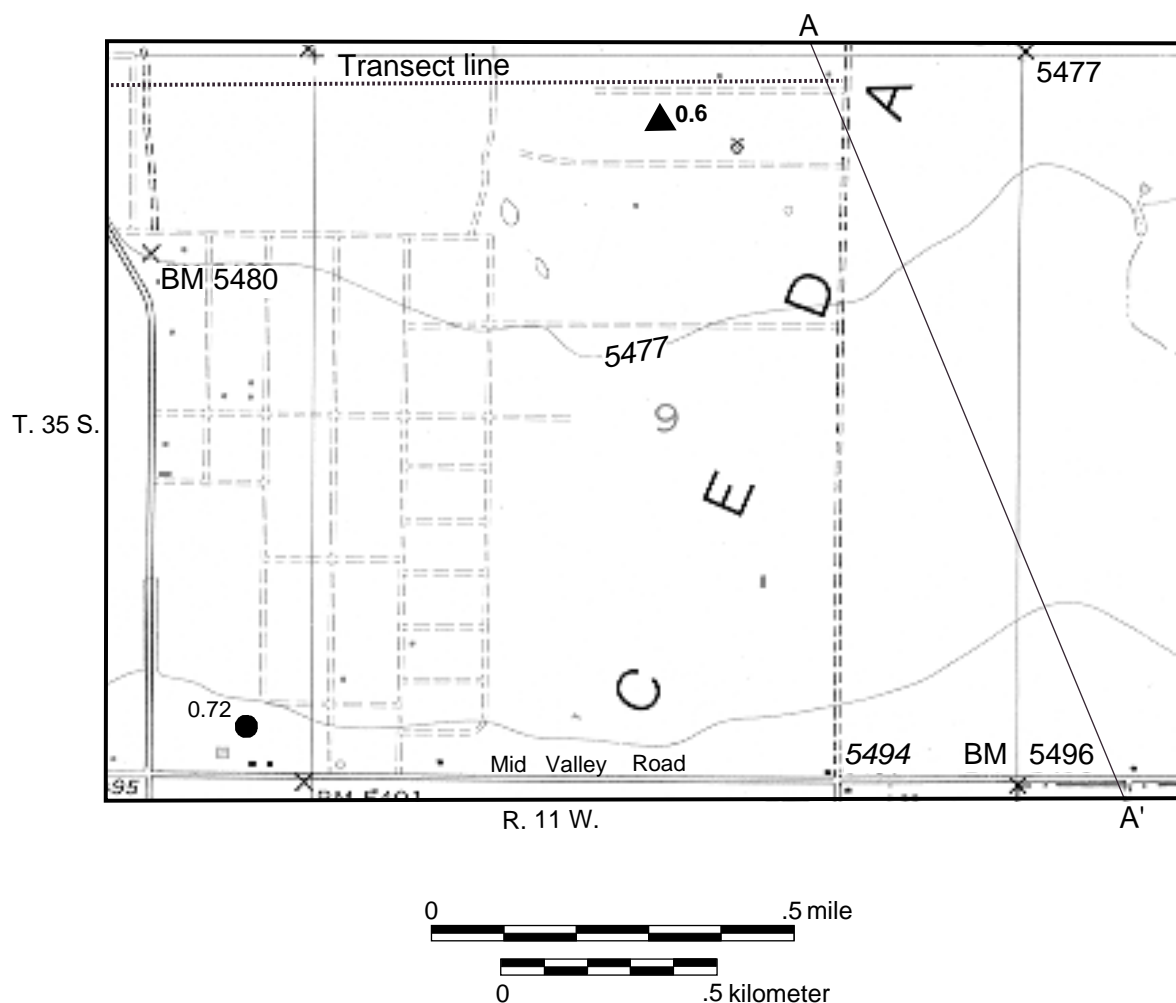 A
Transect line
5477
0.6
A
BM 5480
D
5477
T. 35 S.
9
E
C
0.72
Mid Valley Road
5494
BM 5496
95
R. 11 W.
A'
0 .5 mile
0 .5 kilometer